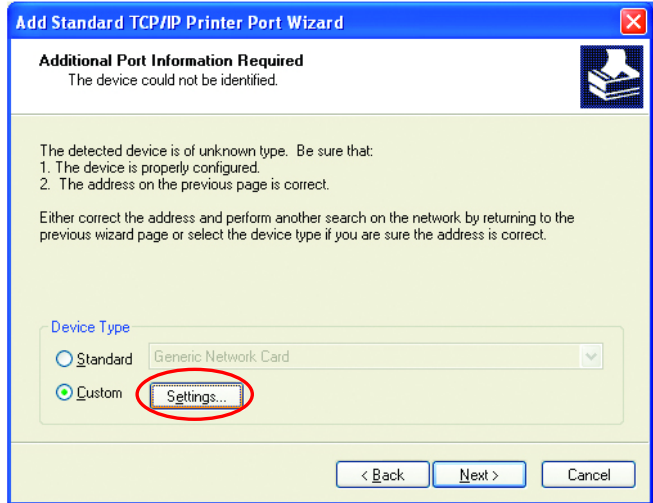 Add Standard TCP/IP Printer Port Wizard
Additional Port Information Required
The device could not be identified.
The detected device is of unknown type. Be sure that:
1. The device is properly configured.
2. The address on the previous page is correct.
Either correct the address and perform another search on the network by returning to the
previous wizard page or select the device type if you are sure the address is correct.
Device Type
Standard Generic Network Card
Custom Settings...
< Back Next > Cancel